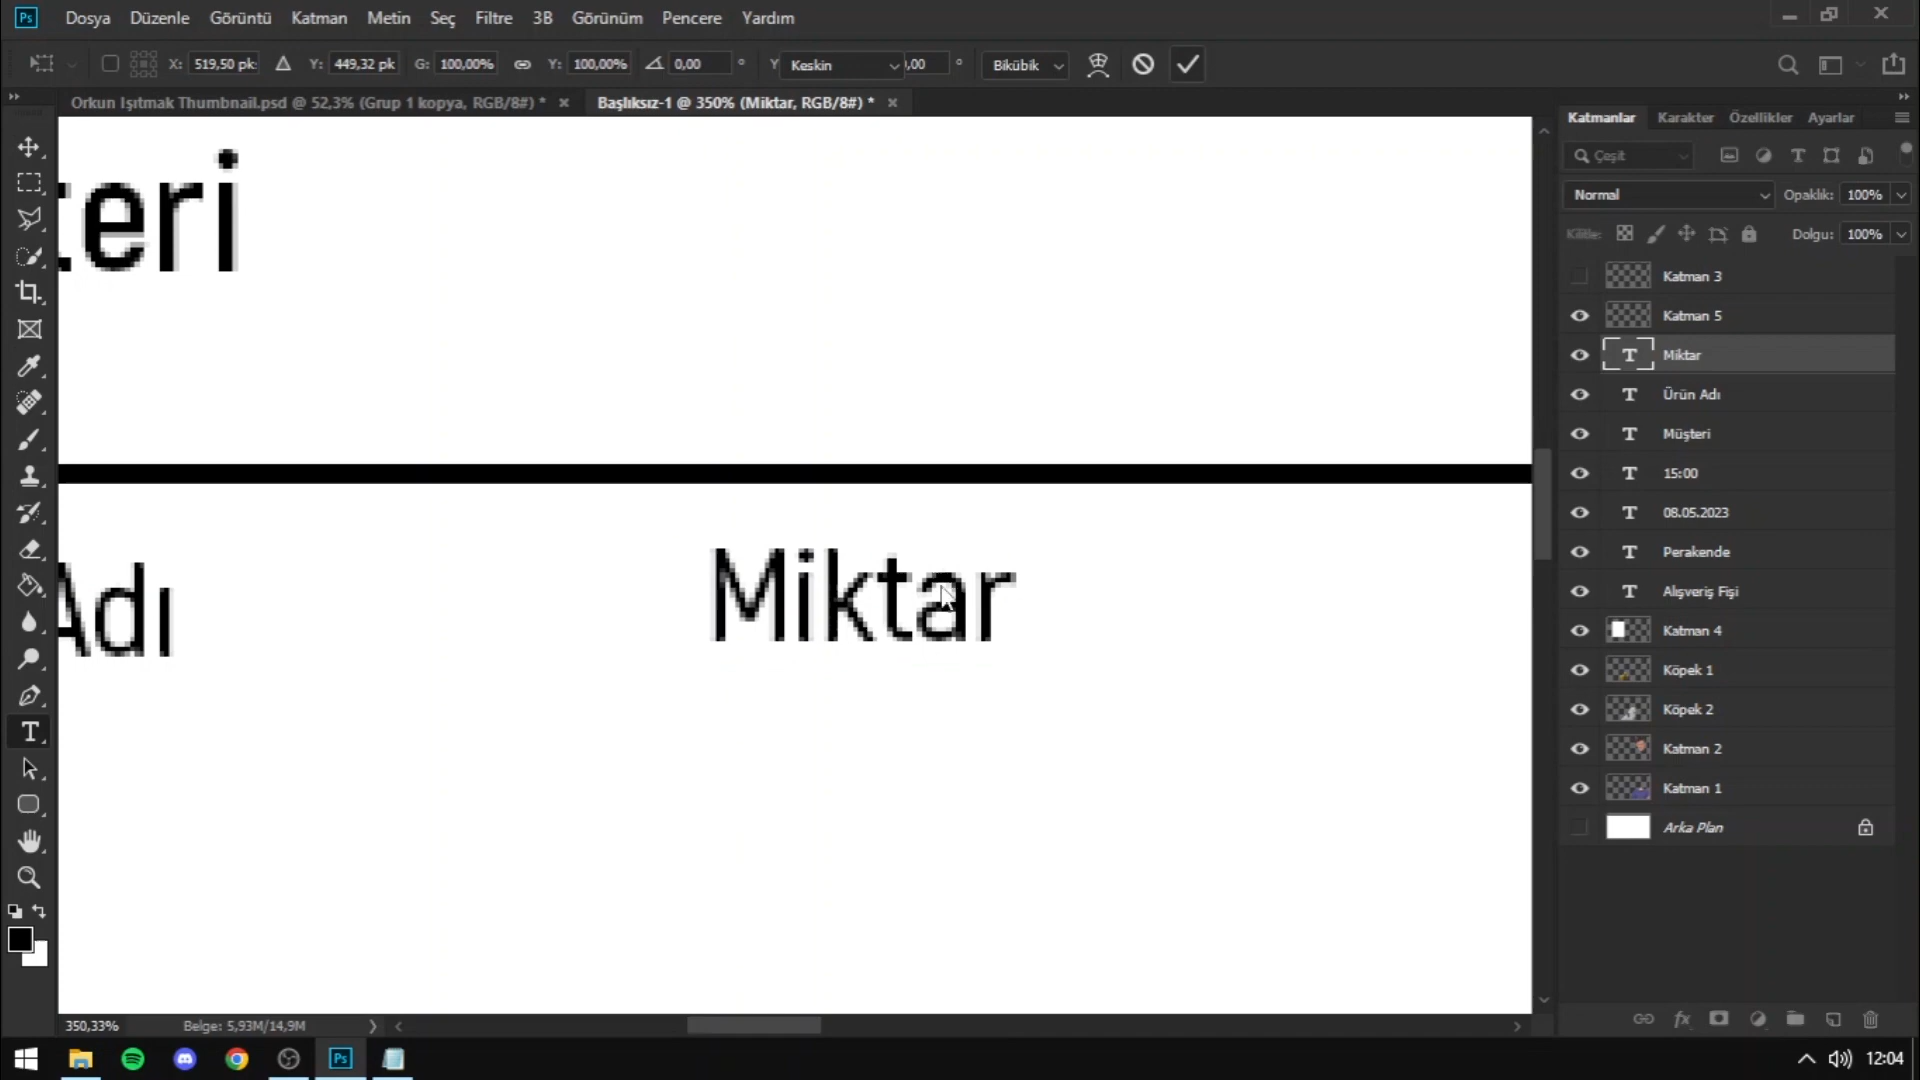 Ps Dosya Düzenle Görüntü Katman Metin Seç Filtre 3B Görünüm Pencere Yardım
X: 519,50 pk: Y: 449,32 pk G: 100,00% Y: 100,00% 0,00 ° Y Keskin ,00 ° Bikübik
Orkun Işıtmak Thumbnail.psd @ 52,3% (Grup 1 kopya, RGB/8#) * Başlıksız-1 @ 350% (Miktar, RGB/8#) *
Katmanlar Karakter Özellikler Ayarlar
Çeşit
Normal Opaklık: 100%
Kilitle: Dolgu: 100%
Katman 3
Katman 5
Miktar
Ürün Adı
Müşteri
15:00
08.05.2023
Perakende
Alışveriş Fişi
Katman 4
Köpek 1
Köpek 2
Katman 2
Katman 1
Arka Plan
teri
Adı
Miktar
350,33% Belge: 5,93M/14,9M
Ps
12:04